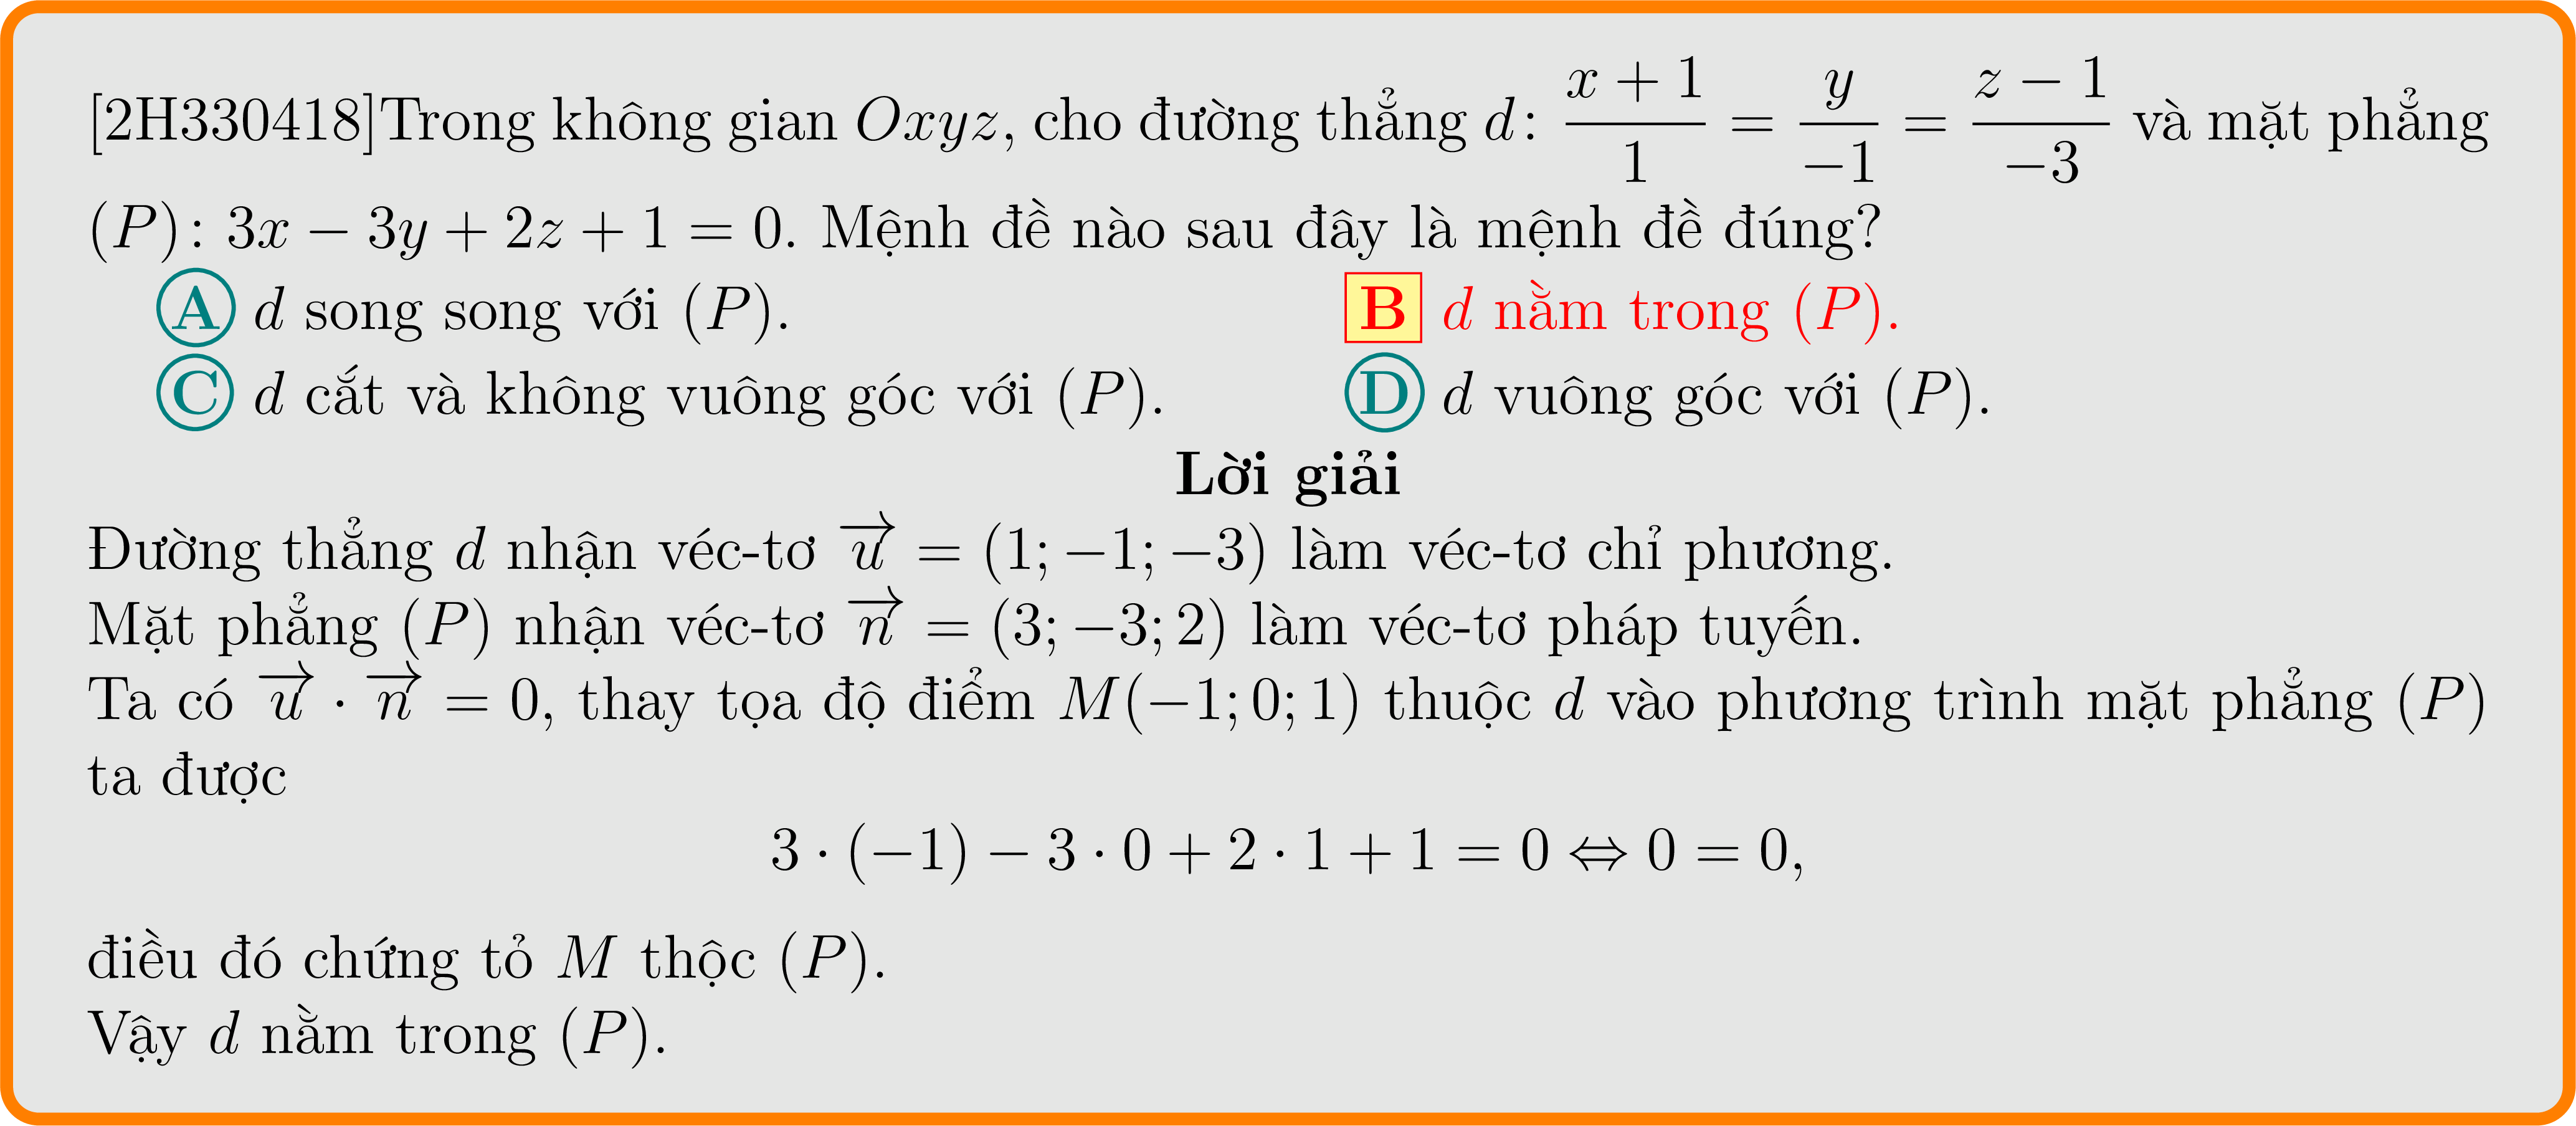 [2H330418]Trong không gian $Oxyz$, cho đường thẳng $d\colon \dfrac{x+1}{1} = \dfrac{y}{-1} = \dfrac{z-1}{-3}$ và mặt phẳng
$(P)\colon 3x - 3y + 2z + 1 = 0$. Mệnh đề nào sau đây là mệnh đề đúng?
A $d$ song song với $(P)$. B $d$ nằm trong $(P)$.
C $d$ cắt và không vuông góc với $(P)$. D $d$ vuông góc với $(P)$.
Lời giải
Đường thẳng $d$ nhận véc-tơ $\overrightarrow{u} = (1; -1; -3)$ làm véc-tơ chỉ phương.
Mặt phẳng $(P)$ nhận véc-tơ $\overrightarrow{n} = (3; -3; 2)$ làm véc-tơ pháp tuyến.
Ta có $\overrightarrow{u} \cdot \overrightarrow{n} = 0$, thay tọa độ điểm $M(-1; 0; 1)$ thuộc $d$ vào phương trình mặt phẳng $(P)$
ta được
$3 \cdot (-1) - 3 \cdot 0 + 2 \cdot 1 + 1 = 0 \Leftrightarrow 0 = 0,$
điều đó chứng tỏ $M$ thộc $(P)$.
Vậy $d$ nằm trong $(P)$.